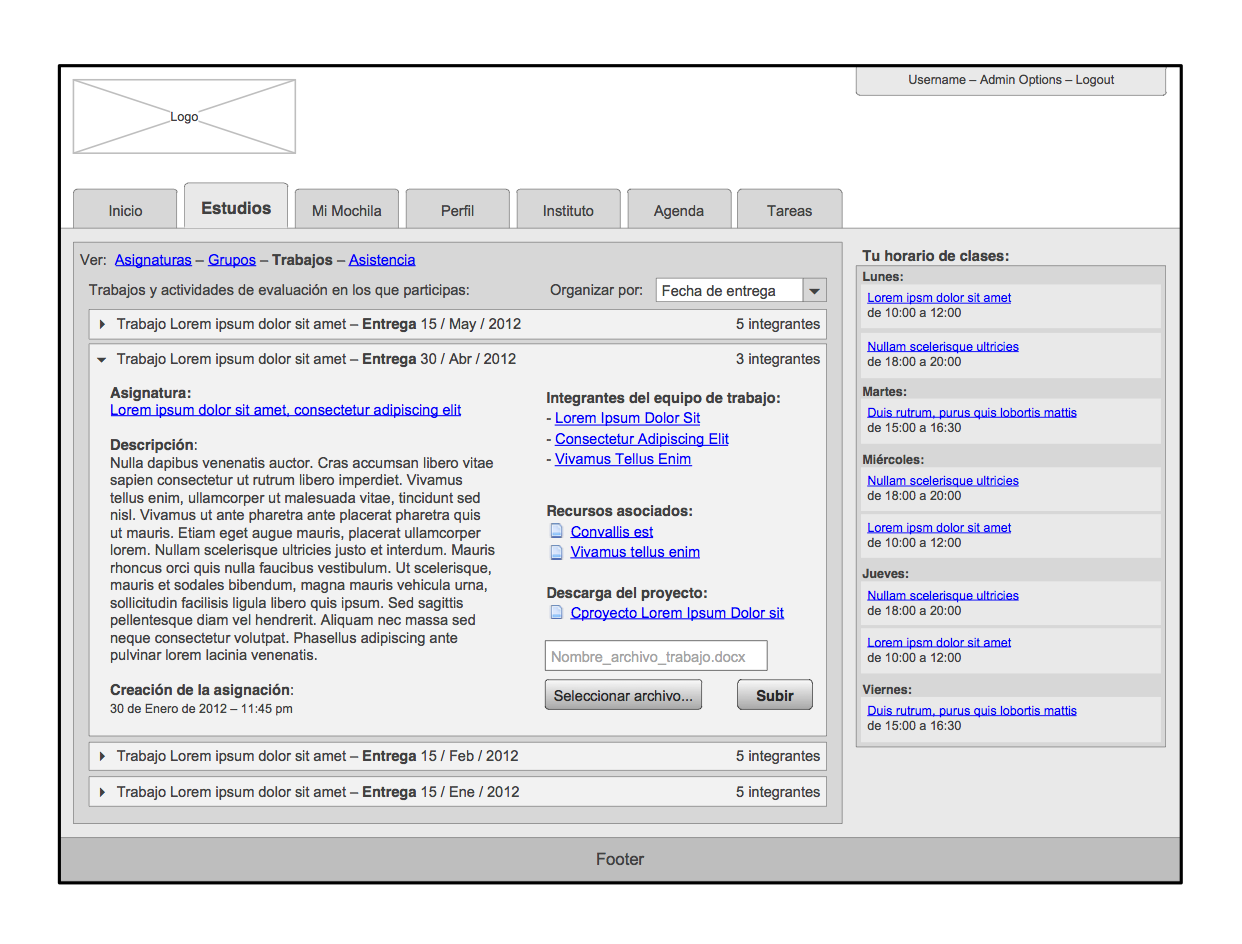 Username – Admin Options – Logout
Logo
Inicio
Estudios
Mi Mochila
Perfil
Instituto
Agenda
Tareas
Ver: Asignaturas – Grupos – Trabajos – Asistencia
Trabajos y actividades de evaluación en los que participas:
Organizar por: Fecha de entrega
Trabajo Lorem ipsum dolor sit amet – Entrega 15 / May / 2012
5 integrantes
Trabajo Lorem ipsum dolor sit amet – Entrega 30 / Abr / 2012
3 integrantes
Asignatura:
Lorem ipsum dolor sit amet, consectetur adipiscing elit
Descripción:
Nulla dapibus venenatis auctor. Cras accumsan libero vitae
sapien consectetur ut rutrum libero imperdiet. Vivamus
tellus enim, ullamcorper ut malesuada vitae, tincidunt sed
nisl. Vivamus ut ante pharetra ante placerat pharetra quis
ut mauris. Etiam eget augue mauris, placerat ullamcorper
lorem. Nullam scelerisque ultricies justo et interdum. Mauris
rhoncus orci quis nulla faucibus vestibulum. Ut scelerisque,
mauris et sodales bibendum, magna mauris vehicula urna,
sollicitudin facilisis ligula libero quis ipsum. Sed sagittis
pellentesque diam vel hendrerit. Aliquam nec massa sed
neque consectetur volutpat. Phasellus adipiscing ante
pulvinar lorem lacinia venenatis.
Creación de la asignación:
30 de Enero de 2012 – 11:45 pm
Integrantes del equipo de trabajo:
- Lorem Ipsum Dolor Sit
- Consectetur Adipiscing Elit
- Vivamus Tellus Enim
Recursos asociados:
Convallis est
Vivamus tellus enim
Descarga del proyecto:
Cproyecto Lorem Ipsum Dolor sit
Nombre_archivo_trabajo.docx
Seleccionar archivo...
Subir
Trabajo Lorem ipsum dolor sit amet – Entrega 15 / Feb / 2012
5 integrantes
Trabajo Lorem ipsum dolor sit amet – Entrega 15 / Ene / 2012
5 integrantes
Tu horario de clases:
Lunes:
Lorem ipsm dolor sit amet
de 10:00 a 12:00
Nullam scelerisque ultricies
de 18:00 a 20:00
Martes:
Duis rutrum, purus quis lobortis mattis
de 15:00 a 16:30
Miércoles:
Nullam scelerisque ultricies
de 18:00 a 20:00
Lorem ipsm dolor sit amet
de 10:00 a 12:00
Jueves:
Nullam scelerisque ultricies
de 18:00 a 20:00
Lorem ipsm dolor sit amet
de 10:00 a 12:00
Viernes:
Duis rutrum, purus quis lobortis mattis
de 15:00 a 16:30
Footer